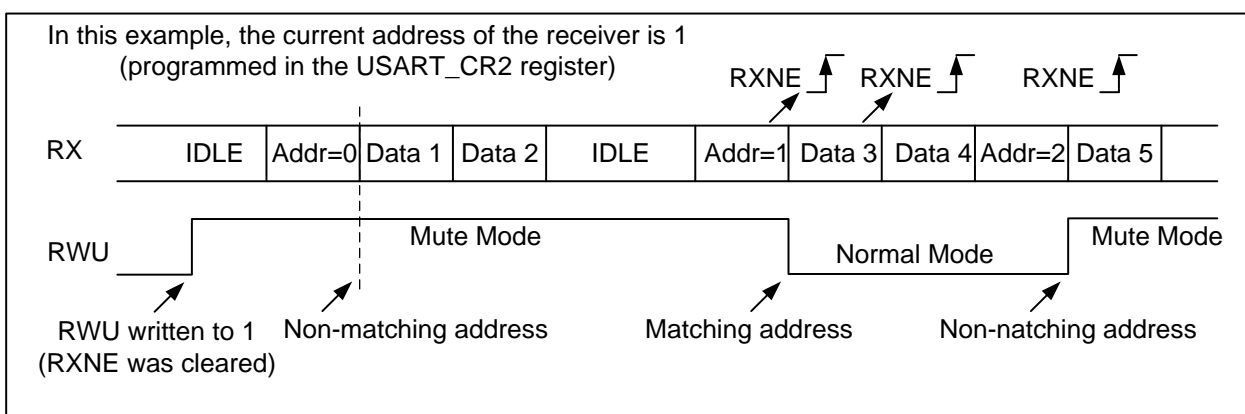 In this example, the current address of the receiver is 1
(programmed in the USART_CR2 register)
RXNE RXNE RXNE
RX IDLE Addr=0 Data 1 Data 2 IDLE Addr=1 Data 3 Data 4 Addr=2 Data 5
RWU Mute Mode Normal Mode Mute Mode
RWU written to 1 Non-matching address Matching address Non-natching address
(RXNE was cleared)